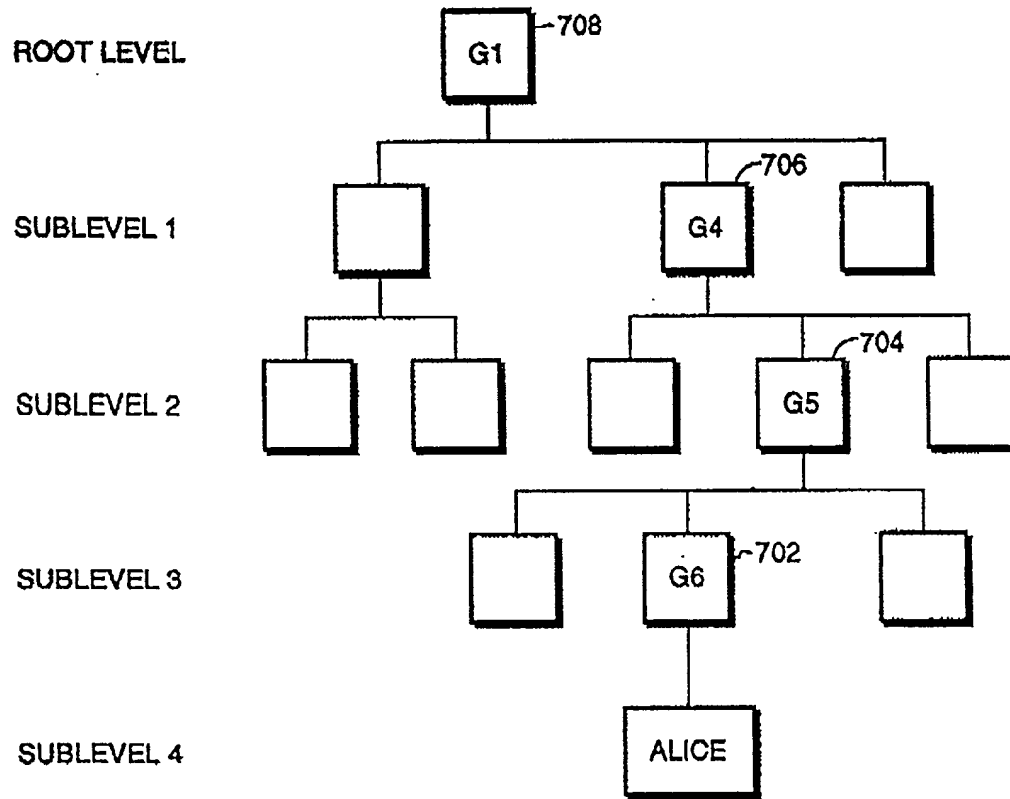 ROOT LEVEL
G1
708
SUBLEVEL 1
G4
706
SUBLEVEL 2
G5
704
SUBLEVEL 3
G6
702
SUBLEVEL 4
ALICE